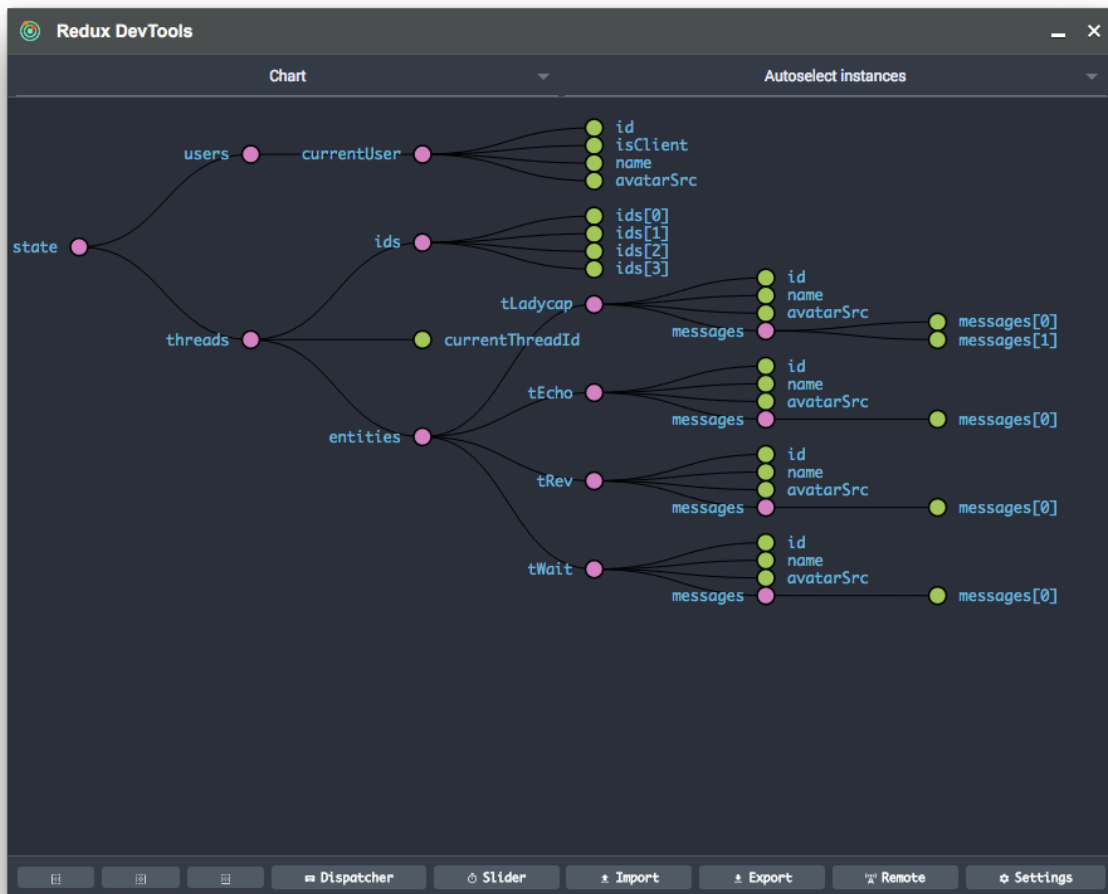 Redux DevTools
Chart
Autoselect instances
state
users
currentUser
id
isClient
name
avatarSrc
threads
ids
ids[0]
ids[1]
ids[2]
ids[3]
currentThreadId
entities
tLadycap
id
name
avatarSrc
messages
messages[0]
messages[1]
tEcho
id
name
avatarSrc
messages
messages[0]
tRev
id
name
avatarSrc
messages
messages[0]
tWait
id
name
avatarSrc
messages
messages[0]
Dispatcher
Slider
Import
Export
Remote
Settings